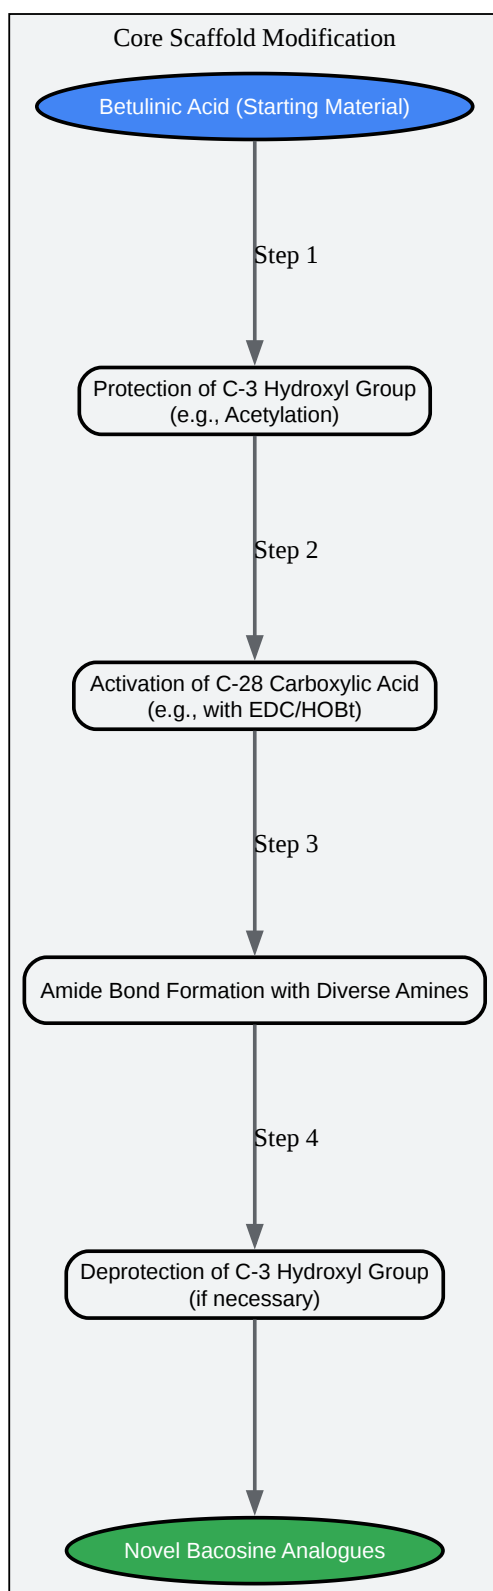 Core Scaffold Modification
Betulinic Acid (Starting Material)
Step 1
Protection of C-3 Hydroxyl Group
(e.g., Acetylation)
Step 2
Activation of C-28 Carboxylic Acid
(e.g., with EDC/HOBt)
Step 3
Amide Bond Formation with Diverse Amines
Step 4
Deprotection of C-3 Hydroxyl Group
(if necessary)
Novel Bacosine Analogues